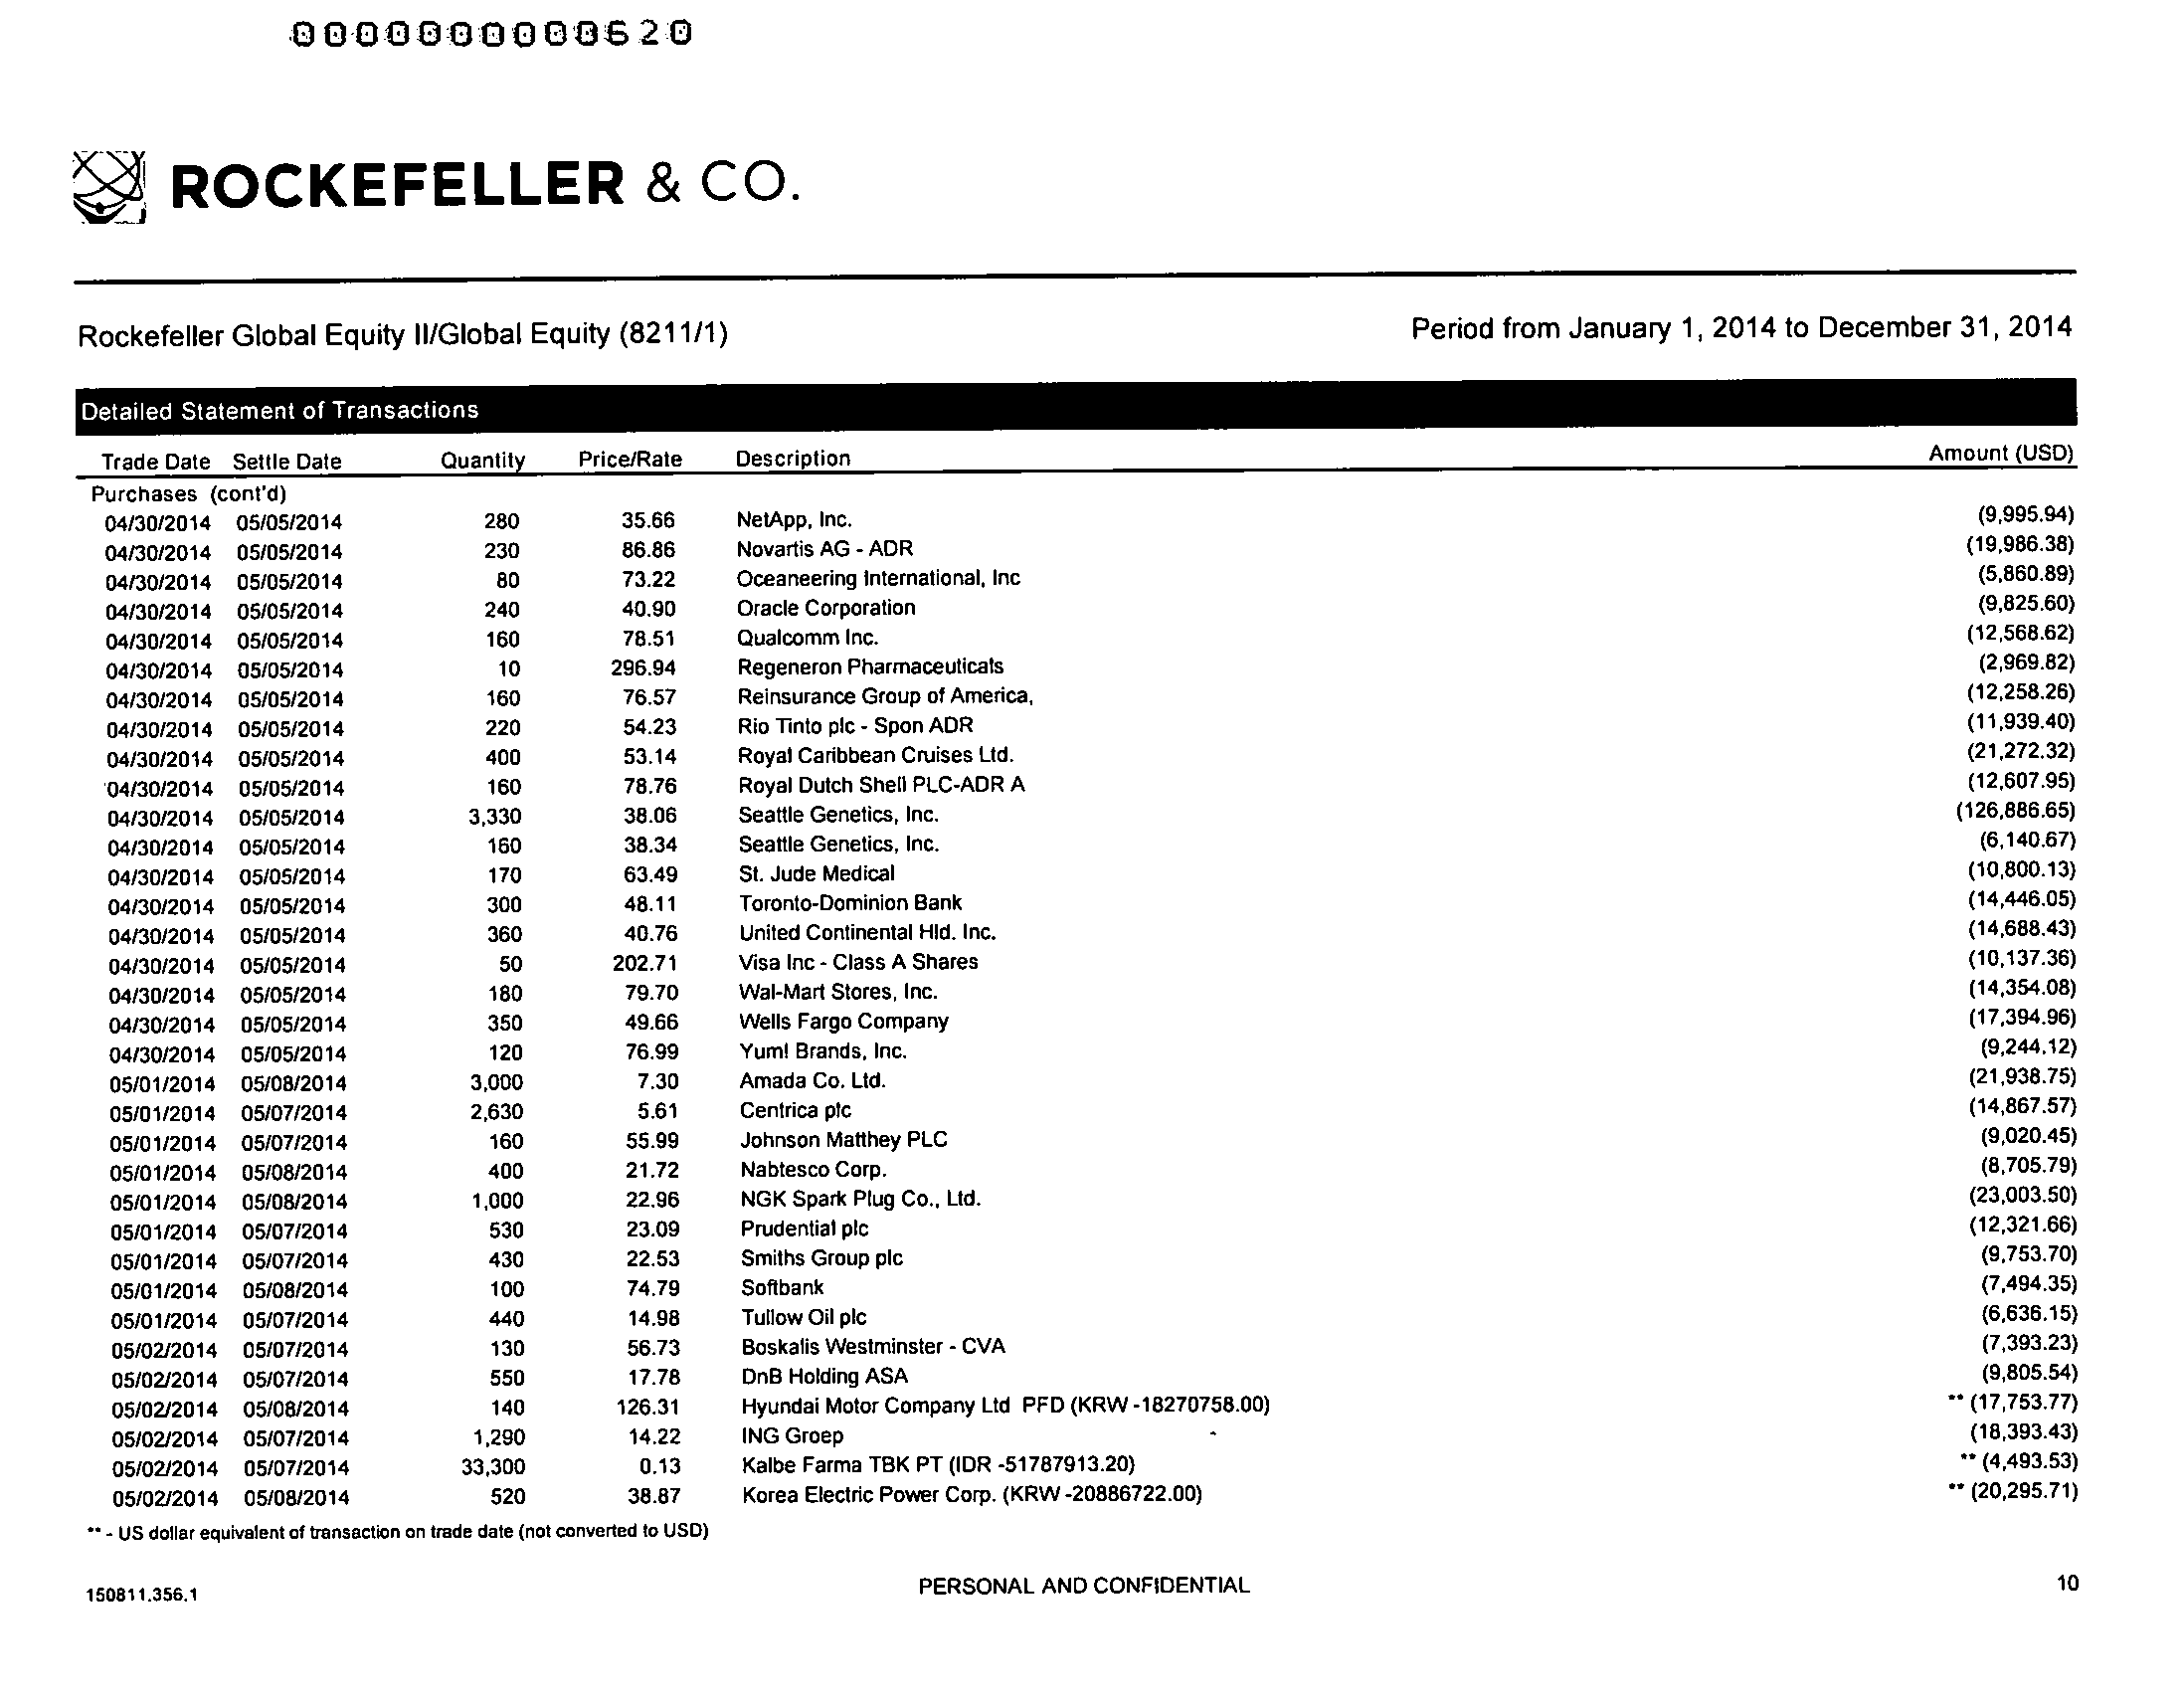 000000000620
ROCKEFELLER & CO.
Rockefeller Global Equity II/Global Equity (8211/1) Period from January 1, 2014 to December 31, 2014
Detailed Statement of Transactions
Trade Date Settle Date Quantity Price/Rate Description Amount (USD)
Purchases (cont'd)
04/30/2014 05/05/2014 280 35.66 NetApp, Inc. (9,995.94)
04/30/2014 05/05/2014 230 86.86 Novartis AG - ADR (19,986.38)
04/30/2014 05/05/2014 80 73.22 Oceaneering International, Inc (5,860.89)
04/30/2014 05/05/2014 240 40.90 Oracle Corporation (9,825.60)
04/30/2014 05/05/2014 160 78.51 Qualcomm Inc. (12,568.62)
04/30/2014 05/05/2014 10 296.94 Regeneron Pharmaceuticals (2,969.82)
04/30/2014 05/05/2014 160 76.57 Reinsurance Group of America, (12,258.26)
04/30/2014 05/05/2014 220 54.23 Rio Tinto plc - Spon ADR (11,939.40)
04/30/2014 05/05/2014 400 53.14 Royal Caribbean Cruises Ltd. (21,272.32)
04/30/2014 05/05/2014 160 78.76 Royal Dutch Shell PLC-ADR A (12,607.95)
04/30/2014 05/05/2014 3,330 38.06 Seattle Genetics, Inc. (126,886.65)
04/30/2014 05/05/2014 160 38.34 Seattle Genetics, Inc. (6,140.67)
04/30/2014 05/05/2014 170 63.49 St. Jude Medical (10,800.13)
04/30/2014 05/05/2014 300 48.11 Toronto-Dominion Bank (14,446.05)
04/30/2014 05/05/2014 360 40.76 United Continental Hld. Inc. (14,688.43)
04/30/2014 05/05/2014 50 202.71 Visa Inc - Class A Shares (10,137.36)
04/30/2014 05/05/2014 180 79.70 Wal-Mart Stores, Inc. (14,354.08)
04/30/2014 05/05/2014 350 49.66 Wells Fargo Company (17,394.96)
04/30/2014 05/05/2014 120 76.99 Yum! Brands, Inc. (9,244.12)
05/01/2014 05/08/2014 3,000 7.30 Amada Co. Ltd. (21,938.75)
05/01/2014 05/07/2014 2,630 5.61 Centrica plc (14,867.57)
05/01/2014 05/07/2014 160 55.99 Johnson Matthey PLC (9,020.45)
05/01/2014 05/08/2014 400 21.72 Nabtesco Corp. (8,705.79)
05/01/2014 05/08/2014 1,000 22.96 NGK Spark Plug Co., Ltd. (23,003.50)
05/01/2014 05/07/2014 530 23.09 Prudential plc (12,321.66)
05/01/2014 05/07/2014 430 22.53 Smiths Group plc (9,753.70)
05/01/2014 05/08/2014 100 74.79 Softbank (7,494.35)
05/01/2014 05/07/2014 440 14.98 Tullow Oil plc (6,636.15)
05/02/2014 05/07/2014 130 56.73 Boskalis Westminster - CVA (7,393.23)
05/02/2014 05/07/2014 550 17.78 DnB Holding ASA (9,805.54)
05/02/2014 05/08/2014 140 126.31 Hyundai Motor Company Ltd PFD (KRW -18270758.00) ** (17,753.77)
05/02/2014 05/07/2014 1,290 14.22 ING Groep (18,393.43)
05/02/2014 05/07/2014 33,300 0.13 Kalbe Farma TBK PT (IDR -51787913.20) ** (4,493.53)
05/02/2014 05/08/2014 520 38.87 Korea Electric Power Corp. (KRW -20886722.00) ** (20,295.71)
** - US dollar equivalent of transaction on trade date (not converted to USD)
150811.356.1 PERSONAL AND CONFIDENTIAL 10